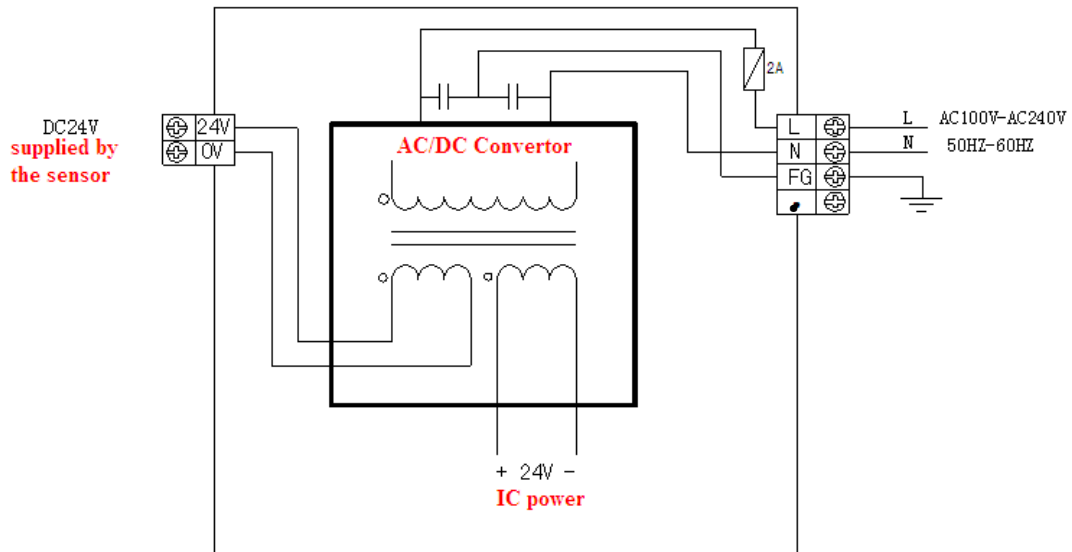 2A
DC24V
supplied by
the sensor
24V
0V
AC/DC Convertor
L
N
FG
L
AC100V-AC240V
N
50HZ-60HZ
+ 24V -
IC power